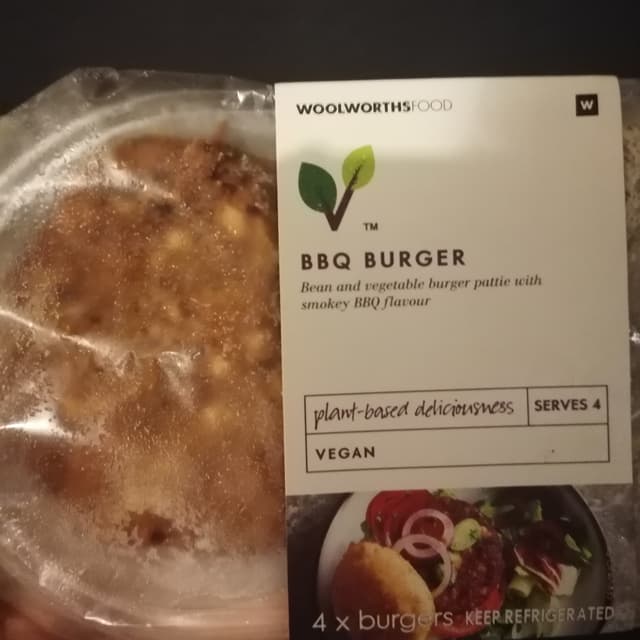 WOOLWORTHSFOOD W
TM
BBQ BURGER
Bean and vegetable burger pattie with
smokey BBQ flavour
plant-based deliciousness SERVES 4
VEGAN
4 x burgers KEEP REFRIGERATED